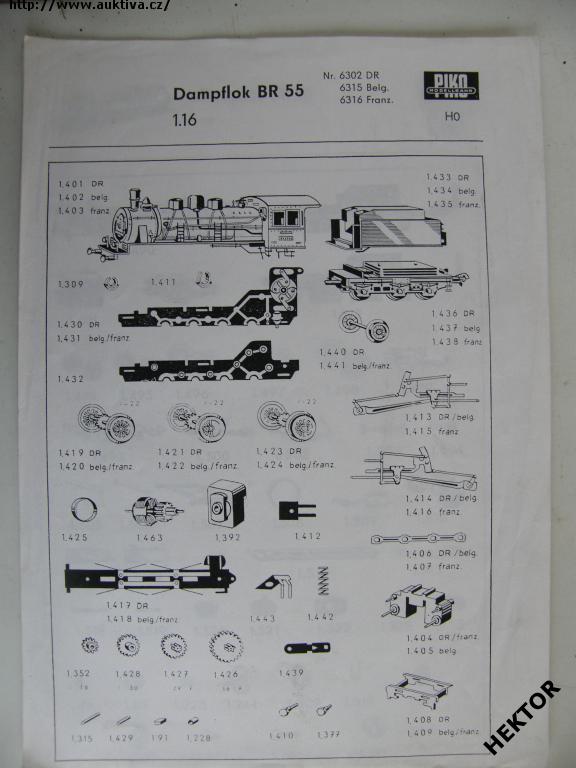 http://www.auktiva.cz/
Dampflok BR 55
1.16
Nr. 6302 DR
6315 Belg.
6316 Franz.
PIKO
MODELLBAHN
H0
1,401 DR
1,402 belg.
1,403 franz.
1,433 DR
1,434 belg.
1,435 franz.
1,309
1,411
1,430 DR
1,431 belg./franz.
1,432
1,436 DR
1,437 belg
1,438 franz.
1,440 DR
1,441 belg./franz.
1,413 DR/belg.
1,415 franz
1,419 DR
1,420 belg./franz.
1,421 DR
1,422 belg./franz.
1,423 DR
1,424 belg./franz.
1,414 DR/belg.
1,416 franz
1,425
1,463
1,392
1,412
1,406 DR/belg.
1,407 franz.
1,417 DR
1,418 belg./franz
1,443
1,442
1,404 DR/franz
1,405 belg.
1,352
1,428
1,427
1,426
1,439
1,315
1,429
1,91
1,228
1,410
1,377
1,408 DR
1,409 belg./franz.
HEKTOR